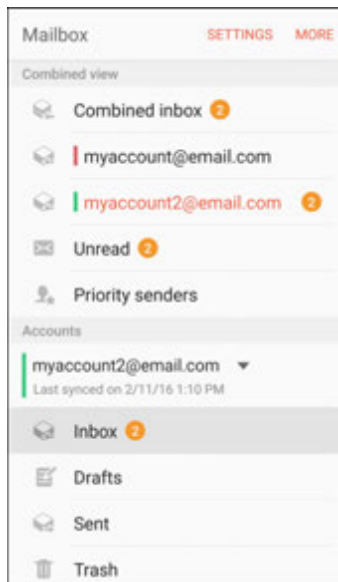 Mailbox SETTINGS MORE
Combined view
Combined inbox 2
myaccount@email.com
myaccount2@email.com 2
Unread 2
Priority senders
Accounts
myaccount2@email.com
Last synced on 2/11/16 1:10 PM
Inbox 2
Drafts
Sent
Trash